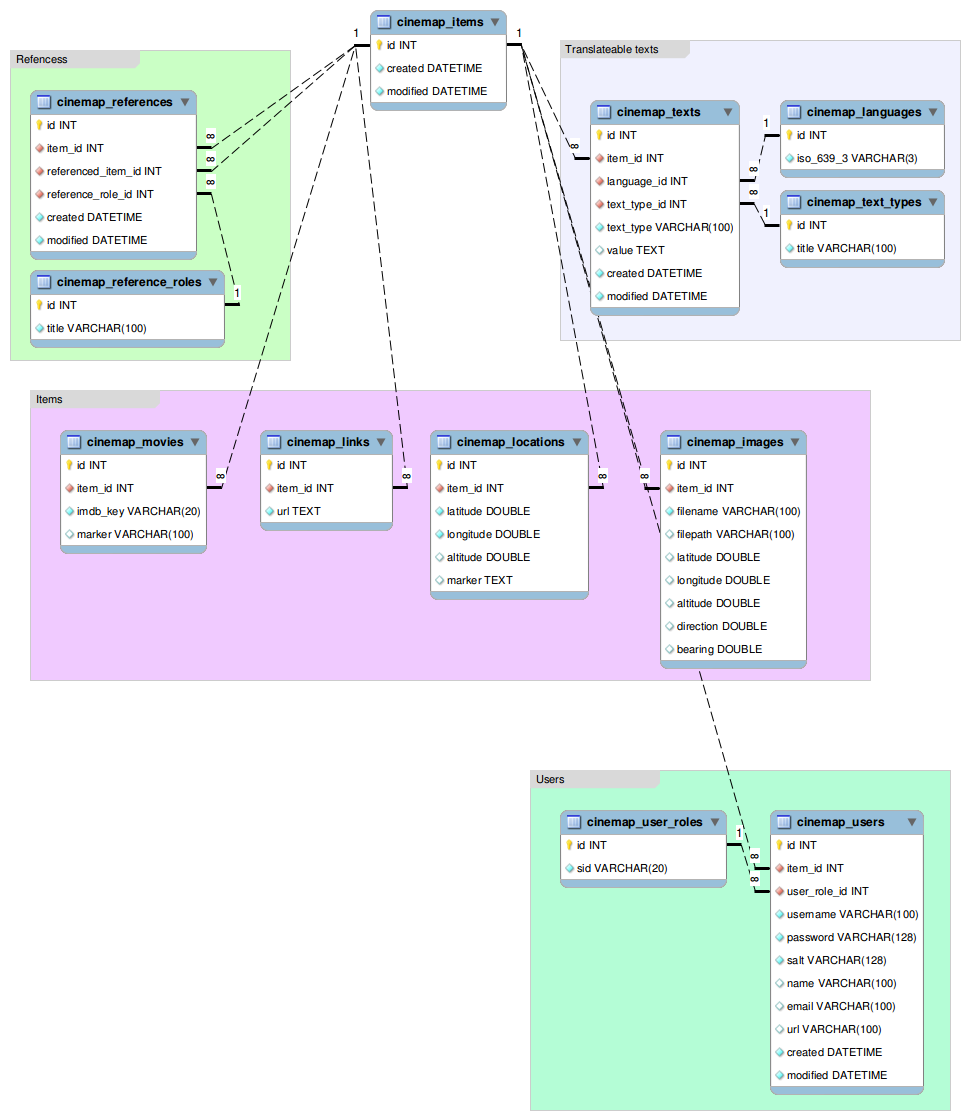 cinemap_items
id INT
created DATETIME
modified DATETIME
1
1
Refencess
cinemap_references
id INT
item_id INT
referenced_item_id INT
reference_role_id INT
created DATETIME
modified DATETIME
∞
∞
∞
cinemap_reference_roles
id INT
title VARCHAR(100)
1
Translateable texts
cinemap_texts
id INT
item_id INT
language_id INT
text_type_id INT
text_type VARCHAR(100)
value TEXT
created DATETIME
modified DATETIME
∞
∞
∞
cinemap_languages
id INT
iso_639_3 VARCHAR(3)
1
cinemap_text_types
id INT
title VARCHAR(100)
1
Items
cinemap_movies
id INT
item_id INT
imdb_key VARCHAR(20)
marker VARCHAR(100)
∞
cinemap_links
id INT
item_id INT
url TEXT
∞
cinemap_locations
id INT
item_id INT
latitude DOUBLE
longitude DOUBLE
altitude DOUBLE
marker TEXT
∞
cinemap_images
id INT
item_id INT
filename VARCHAR(100)
filepath VARCHAR(100)
latitude DOUBLE
longitude DOUBLE
altitude DOUBLE
direction DOUBLE
bearing DOUBLE
∞
Users
cinemap_user_roles
id INT
sid VARCHAR(20)
1
∞
∞
cinemap_users
id INT
item_id INT
user_role_id INT
username VARCHAR(100)
password VARCHAR(128)
salt VARCHAR(128)
name VARCHAR(100)
email VARCHAR(100)
url VARCHAR(100)
created DATETIME
modified DATETIME